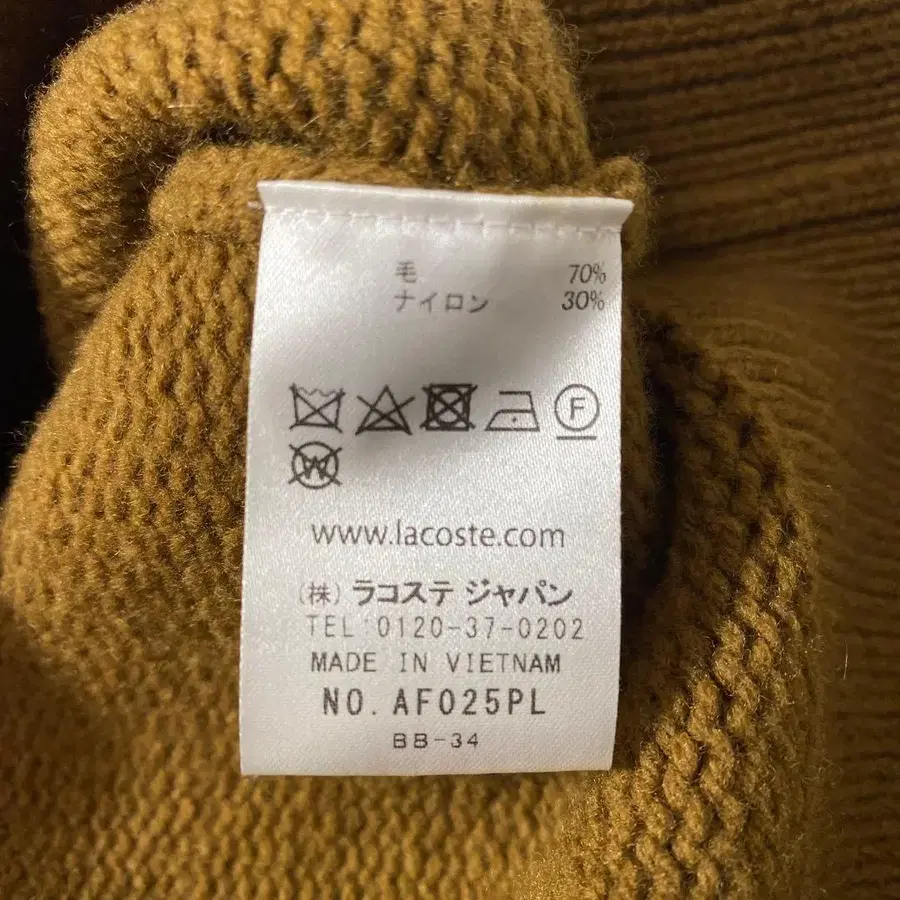 毛 70%
ナイロン 30%
F
W
www.lacoste.com
(株) ラコステ ジャパン
TEL:0120-37-0202
MADE IN VIETNAM
NO. AF025PL
BB-34